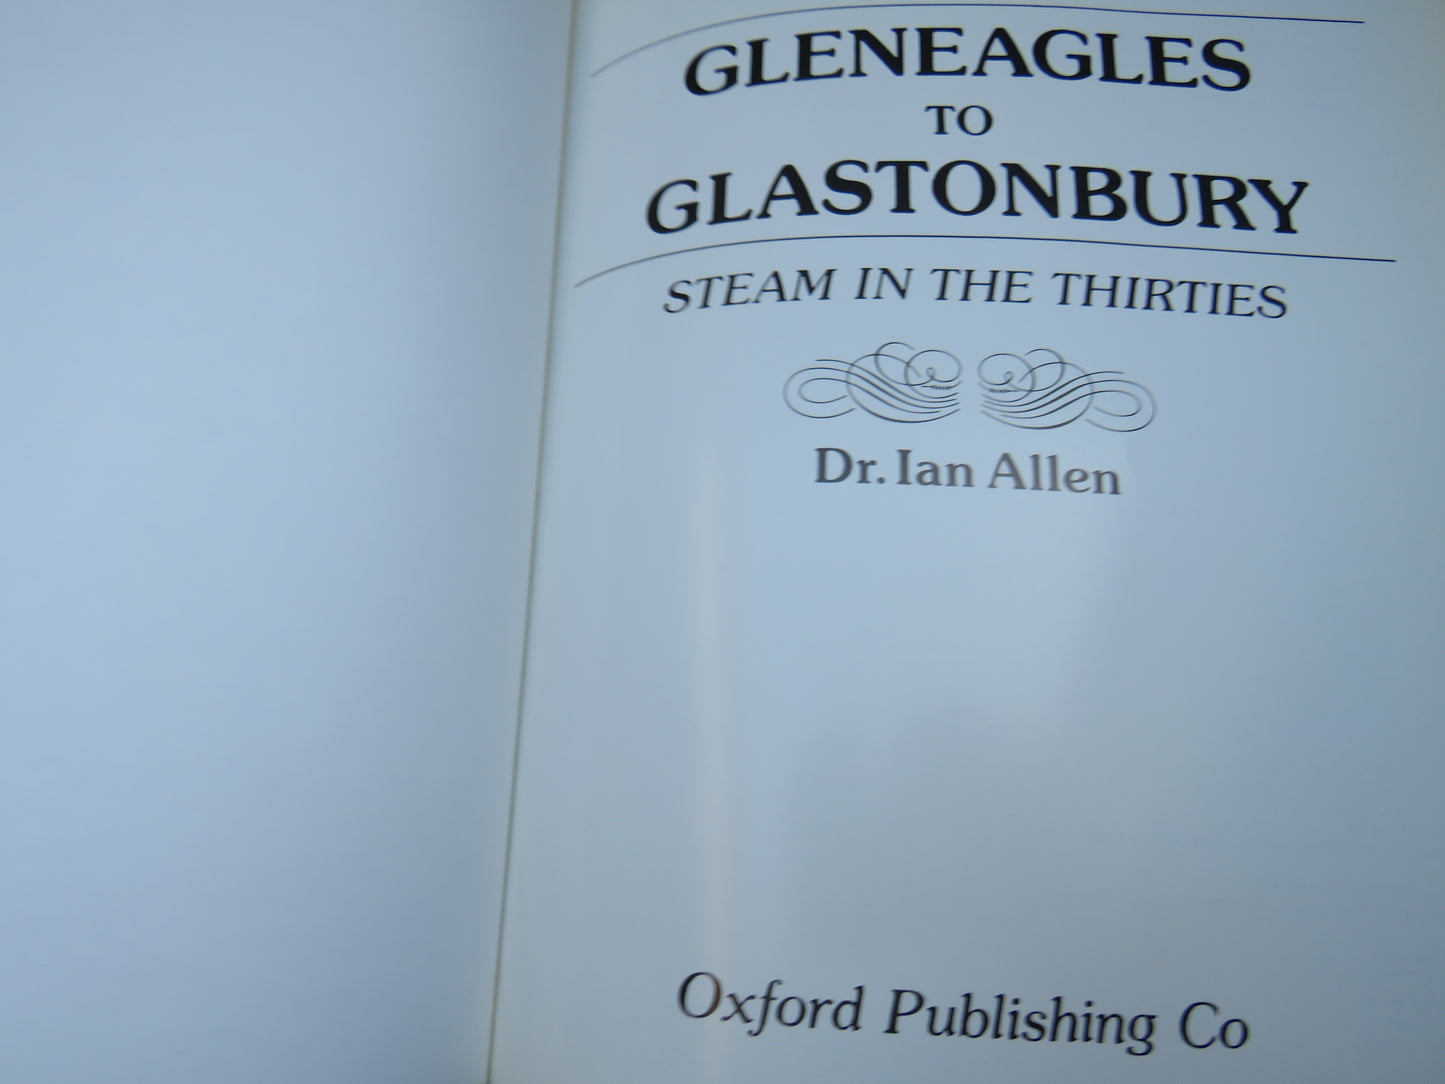 GLENEAGLES
TO
GLASTONBURY
STEAM IN THE THIRTIES
Dr. Ian Allen
Oxford Publishing Co